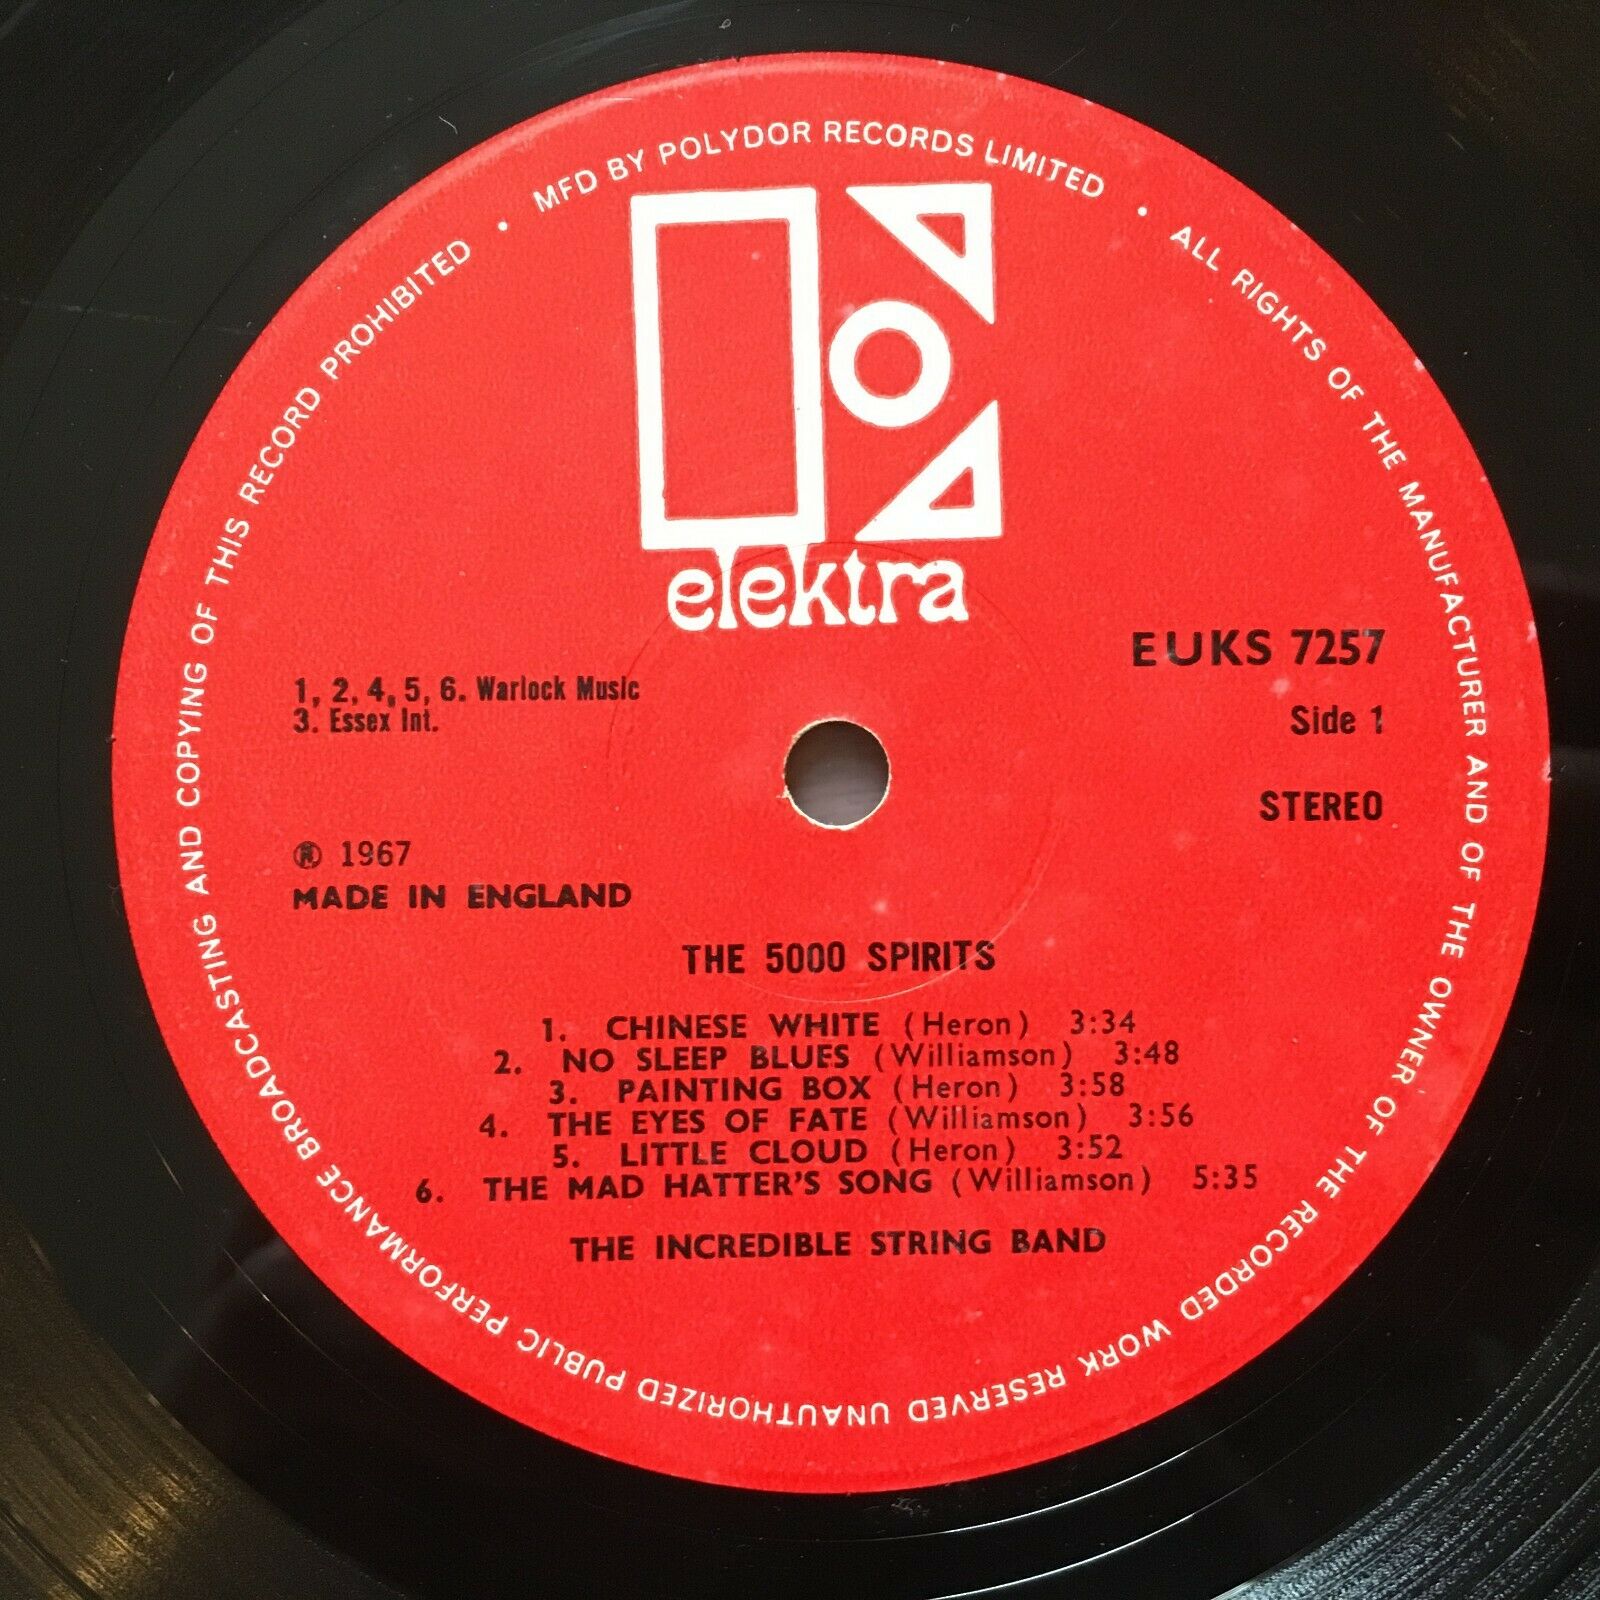 MFD BY POLYDOR RECORDS LIMITED • ALL RIGHTS OF THE MANUFACTURER AND OF THE OWNER OF THE RECORDED WORK RESERVED UNAUTHORIZED PUBLIC PERFORMANCE BROADCASTING AND COPYING OF THIS RECORD PROHIBITED •
elektra
EUKS 7257
1, 2, 4, 5, 6. Warlock Music
Side 1
3. Essex Int.
STEREO
℗ 1967
MADE IN ENGLAND
THE 5000 SPIRITS
1. CHINESE WHITE (Heron) 3:34
2. NO SLEEP BLUES (Williamson) 3:48
3. PAINTING BOX (Heron) 3:58
4. THE EYES OF FATE (Williamson) 3:56
5. LITTLE CLOUD (Heron) 3:52
6. THE MAD HATTER'S SONG (Williamson) 5:35
THE INCREDIBLE STRING BAND